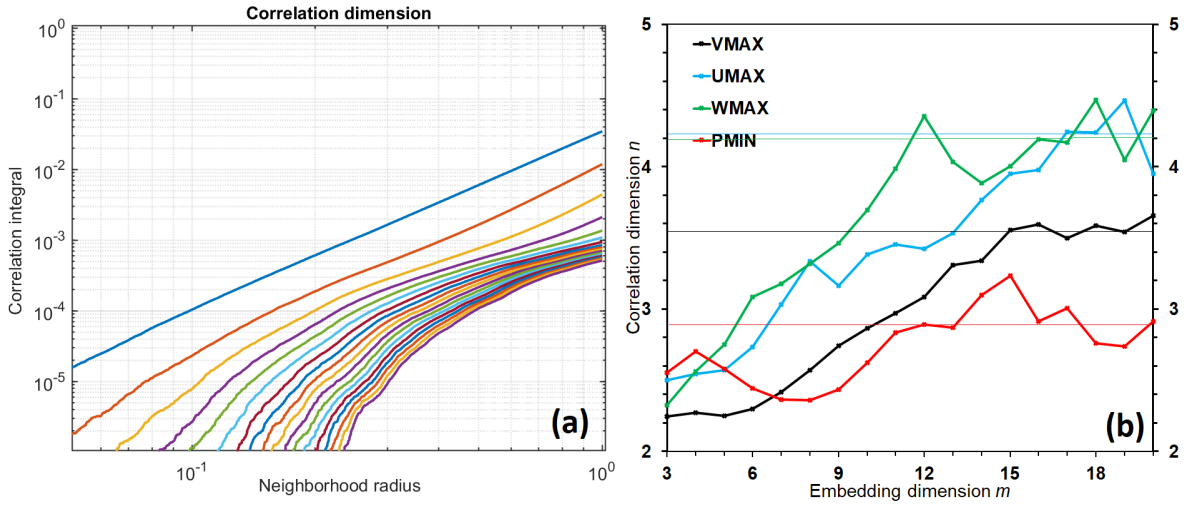 Correlation dimension
10^0
10^-1
10^-2
10^-3
10^-4
10^-5
Correlation integral
10^-1
10^0
Neighborhood radius
(a)
5
4
3
2
Correlation dimension n
VMAX
UMAX
WMAX
PMIN
5
4
3
2
3 6 9 12 15 18
Embedding dimension m
(b)